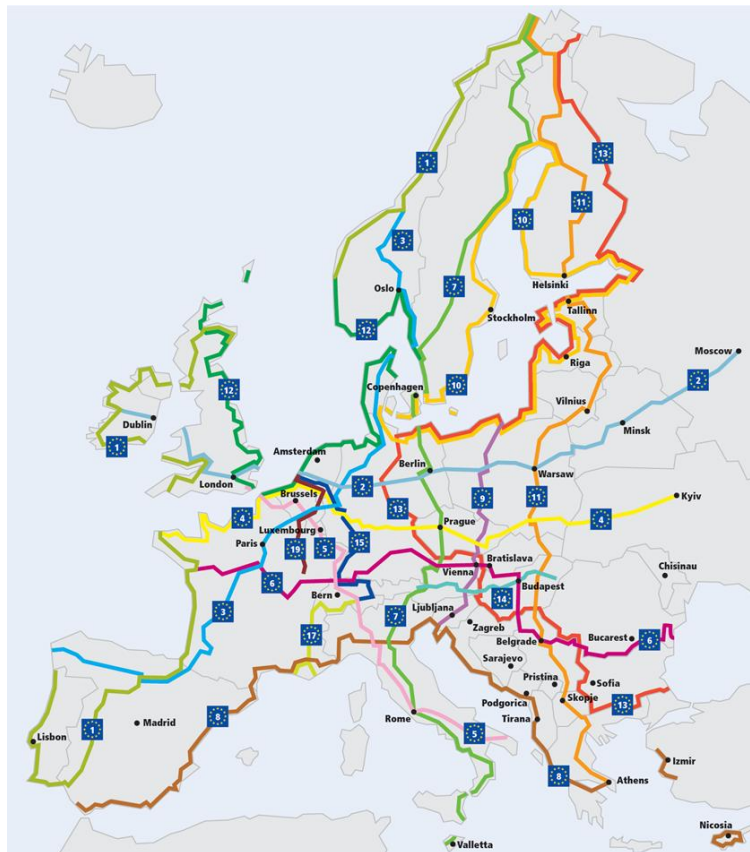 1
13
11
10
3
7
Helsinki
Oslo
Tallinn
Stockholm
12
Moscow
Riga
2
12
10
Copenhagen
Vilnius
Dublin
Minsk
1
Amsterdam
Berlin
Warsaw
London
2
Brussels
9
11
Kyiv
13
4
4
Prague
Luxembourg
Paris
15
19
5
Bratislava
Vienna
Chisinau
6
Budapest
Bern
14
3
7
Ljubljana
Zagreb
17
Belgrade
Bucarest
6
Sarajevo
Pristina
Sofia
Podgorica
Skopje
13
8
Rome
Tirana
Madrid
1
Lisbon
5
Izmir
8
Athens
Nicosia
Valletta